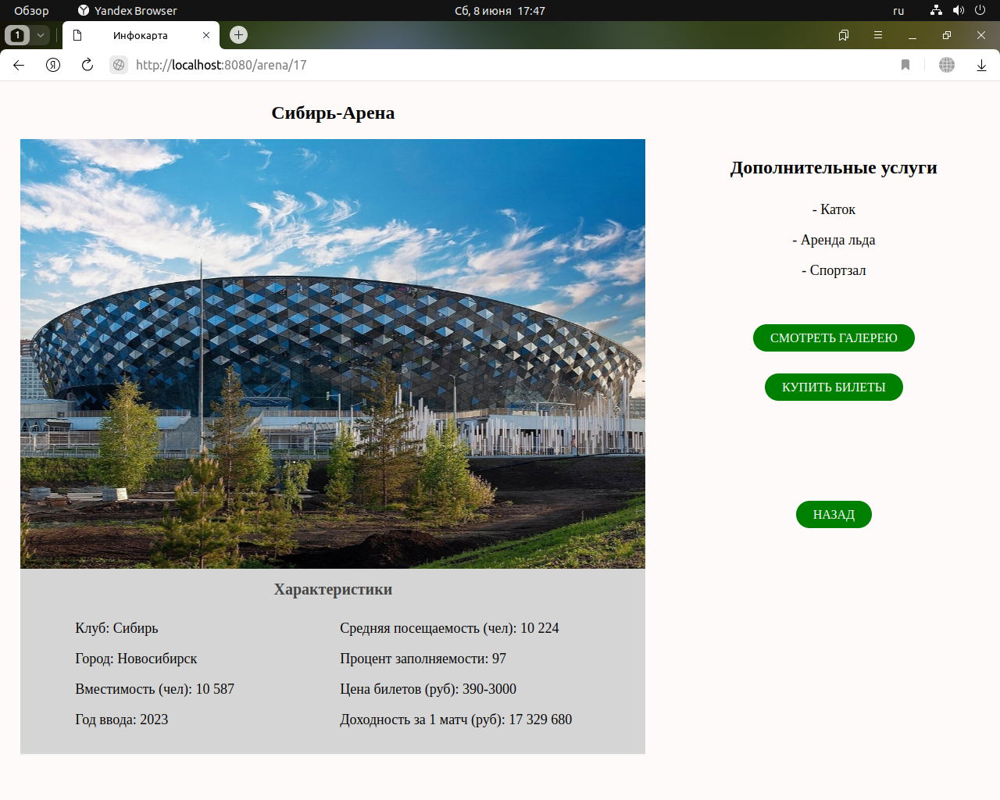 Обзор
Yandex Browser
Сб, 8 июня 17:47
ru
1
Инфокарта
Я
http://localhost:8080/arena/17
Сибирь-Арена
Дополнительные услуги
- Каток
- Аренда льда
- Спортзал
СМОТРЕТЬ ГАЛЕРЕЮ
КУПИТЬ БИЛЕТЫ
НАЗАД
Характеристики
Клуб: Сибирь
Город: Новосибирск
Вместимость (чел): 10 587
Год ввода: 2023
Средняя посещаемость (чел): 10 224
Процент заполняемости: 97
Цена билетов (руб): 390-3000
Доходность за 1 матч (руб): 17 329 680